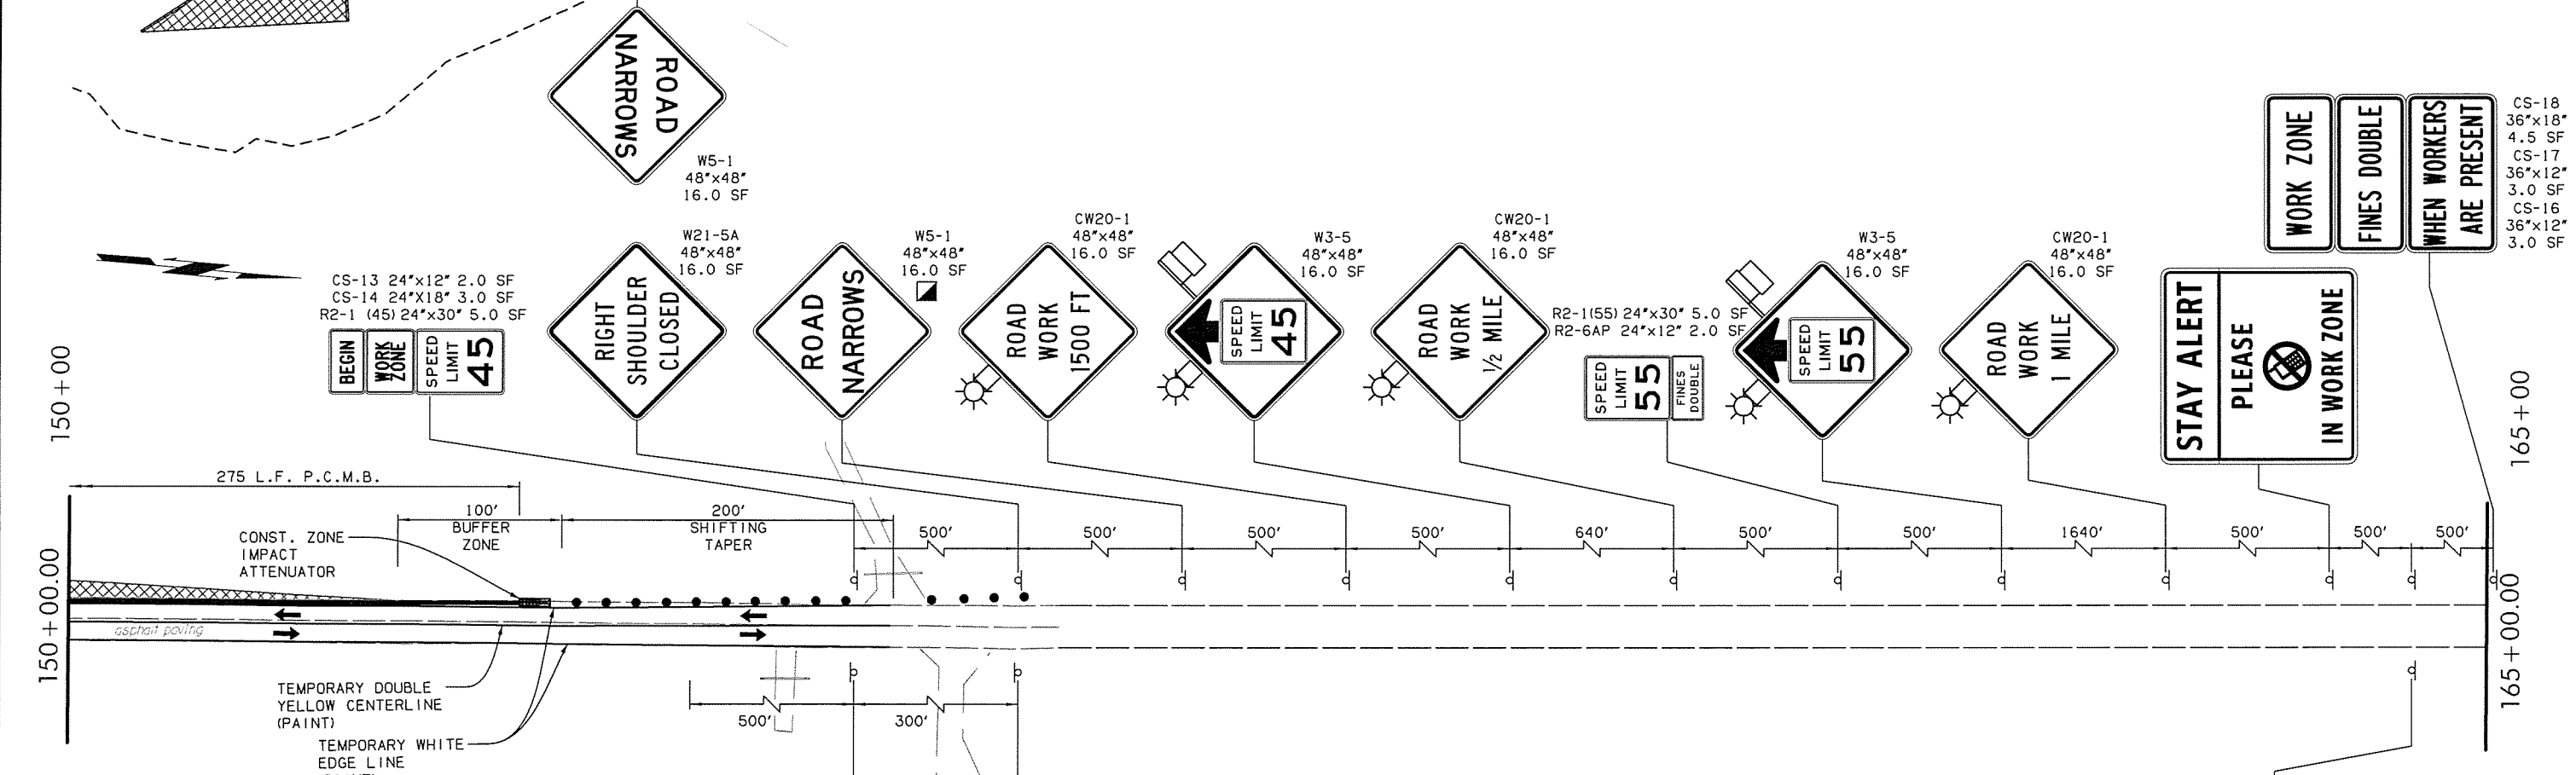 ROAD
NARROWS
W5-1
48"x48"
16.0 SF
CS-18
36"x18"
4.5 SF
CS-17
36"x12"
3.0 SF
CS-16
36"x12"
3.0 SF
WORK ZONE
FINES DOUBLE
WHEN WORKERS
ARE PRESENT
CS-13 24"x12" 2.0 SF
CS-14 24"X18" 3.0 SF
R2-1 (45) 24"x30" 5.0 SF
BEGIN
WORK
ZONE
SPEED
LIMIT
45
W21-5A
48"x48"
16.0 SF
RIGHT
SHOULDER
CLOSED
W5-1
48"x48"
16.0 SF
ROAD
NARROWS
CW20-1
48"x48"
16.0 SF
ROAD
WORK
1500 FT
W3-5
48"x48"
16.0 SF
SPEED
LIMIT
45
CW20-1
48"x48"
16.0 SF
ROAD
WORK
1/2 MILE
R2-1(55) 24"x30" 5.0 SF
R2-6AP 24"x12" 2.0 SF
SPEED
LIMIT
55
FINES
DOUBLE
W3-5
48"x48"
16.0 SF
SPEED
LIMIT
55
CW20-1
48"x48"
16.0 SF
ROAD
WORK
1 MILE
STAY ALERT
PLEASE
IN WORK ZONE
150+00
165+00
275 L.F. P.C.M.B.
100'
BUFFER
ZONE
200'
SHIFTING
TAPER
500'
500'
500'
500'
640'
500'
500'
1640'
500'
500'
500'
CONST. ZONE
IMPACT
ATTENUATOR
150+00.00
165+00.00
asphalt paving
TEMPORARY DOUBLE
YELLOW CENTERLINE
(PAINT)
500'
300'
TEMPORARY WHITE
EDGE LINE